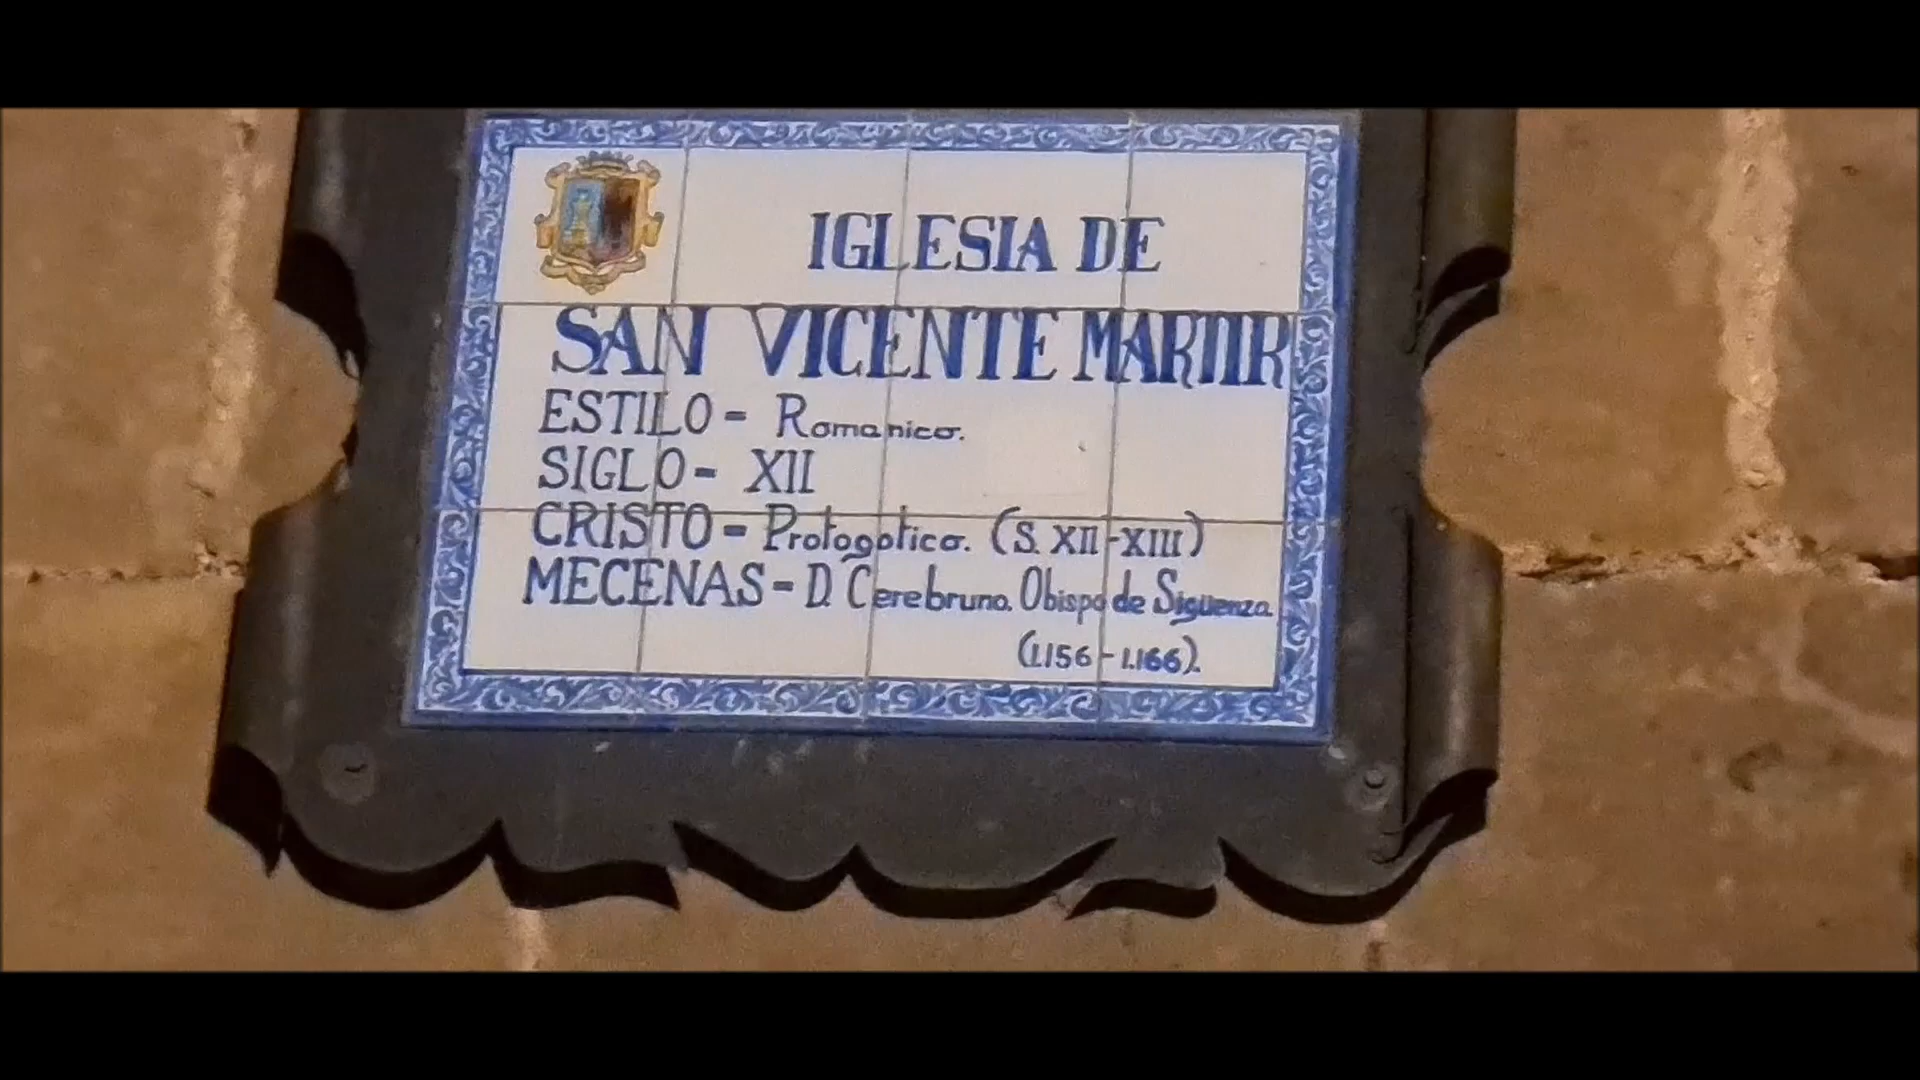 IGLESIA DE
SAN VICENTE MARTIR
ESTILO - Romanico.
SIGLO - XII
CRISTO - Protogotico. (S. XII-XIII)
MECENAS - D. Cerebruno. Obispo de Sigüenza
(1.156-1.166).